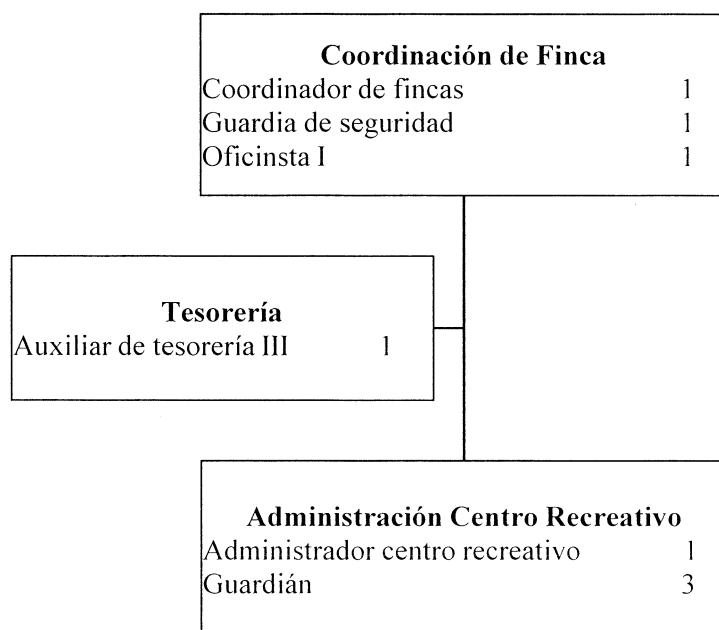 Coordinación de Finca
Coordinador de fincas 1
Guardia de seguridad 1
Oficinsta I 1
Tesorería
Auxiliar de tesorería III 1
Administración Centro Recreativo
Administrador centro recreativo 1
Guardián 3